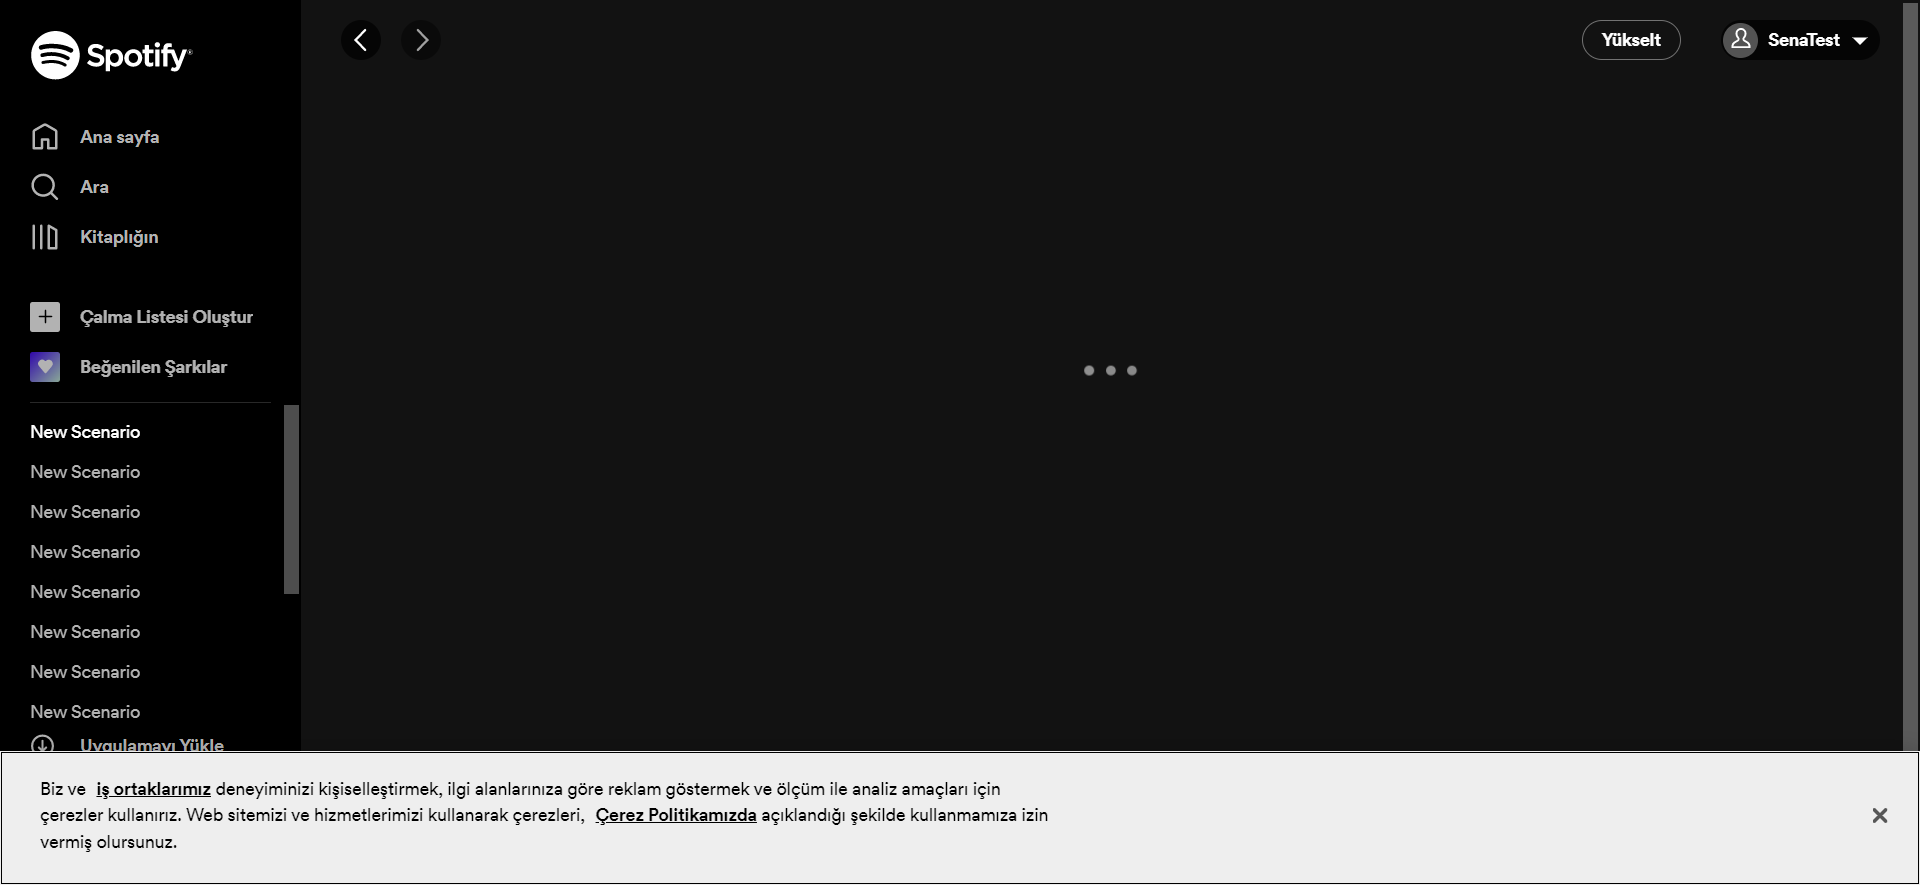 Spotify
Yükselt
SenaTest
Ana sayfa
Ara
Kitaplığın
Çalma Listesi Oluştur
Beğenilen Şarkılar
New Scenario
New Scenario
New Scenario
New Scenario
New Scenario
New Scenario
New Scenario
New Scenario
Uygulamayı Yükle
Biz ve iş ortaklarımız deneyiminizi kişiselleştirmek, ilgi alanlarınıza göre reklam göstermek ve ölçüm ile analiz amaçları için
çerezler kullanırız. Web sitemizi ve hizmetlerimizi kullanarak çerezleri, Çerez Politikamızda açıklandığı şekilde kullanmamıza izin
vermiş olursunuz.